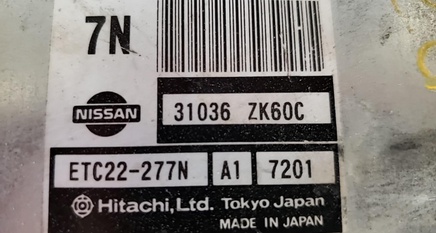 7N
NISSAN
31036 ZK60C
ETC22-277N A1 7201
Hitachi,Ltd. Tokyo Japan
MADE IN JAPAN